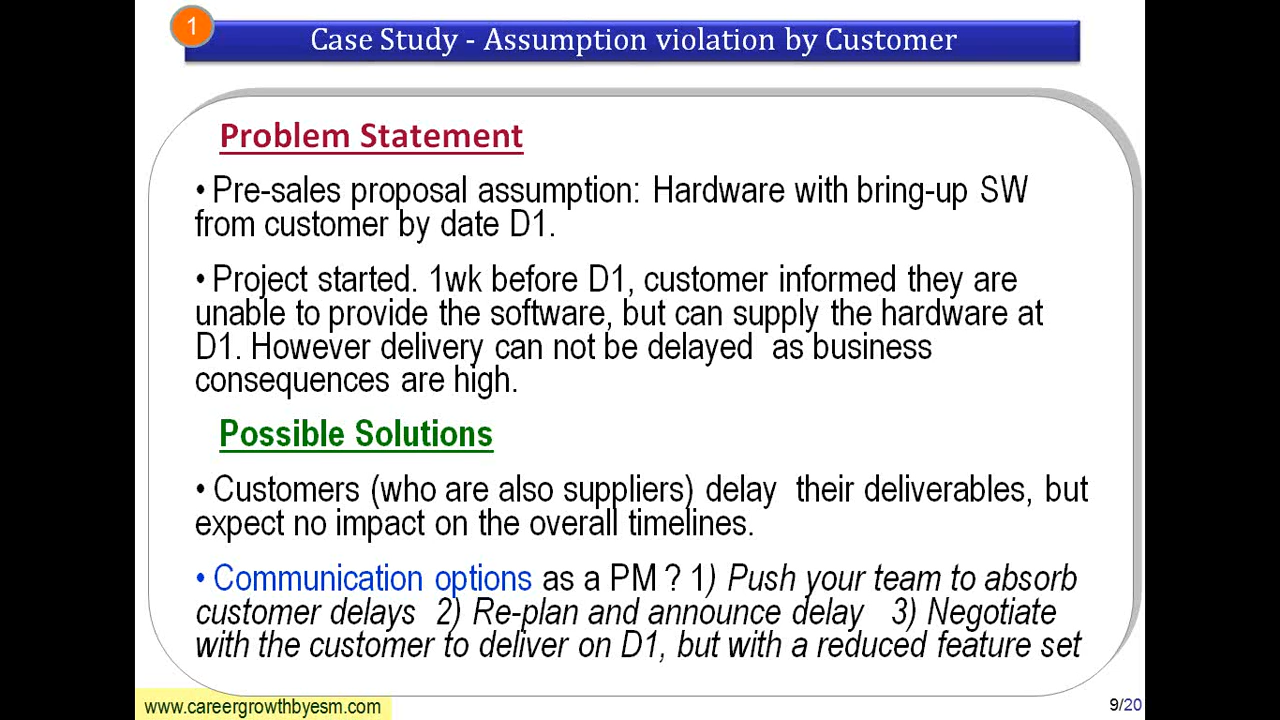 1
Case Study - Assumption violation by Customer
Problem Statement
• Pre-sales proposal assumption: Hardware with bring-up SW
from customer by date D1.
• Project started. 1wk before D1, customer informed they are
unable to provide the software, but can supply the hardware at
D1. However delivery can not be delayed as business
consequences are high.
Possible Solutions
• Customers (who are also suppliers) delay their deliverables, but
expect no impact on the overall timelines.
• Communication options as a PM ? 1) Push your team to absorb
customer delays 2) Re-plan and announce delay 3) Negotiate
with the customer to deliver on D1, but with a reduced feature set
www.careergrowthbyesm.com
9/20